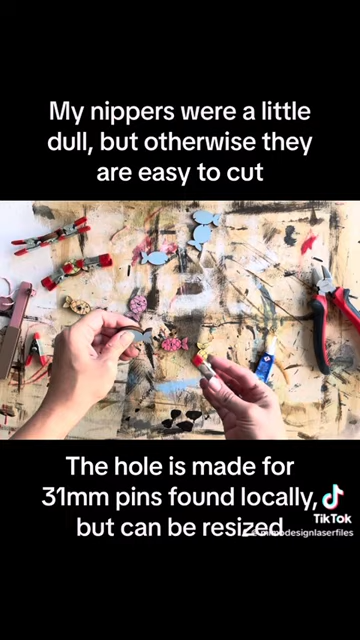 My nippers were a little
dull, but otherwise they
are easy to cut
The hole is made for
31mm pins found locally,
but can be resized
TikTok